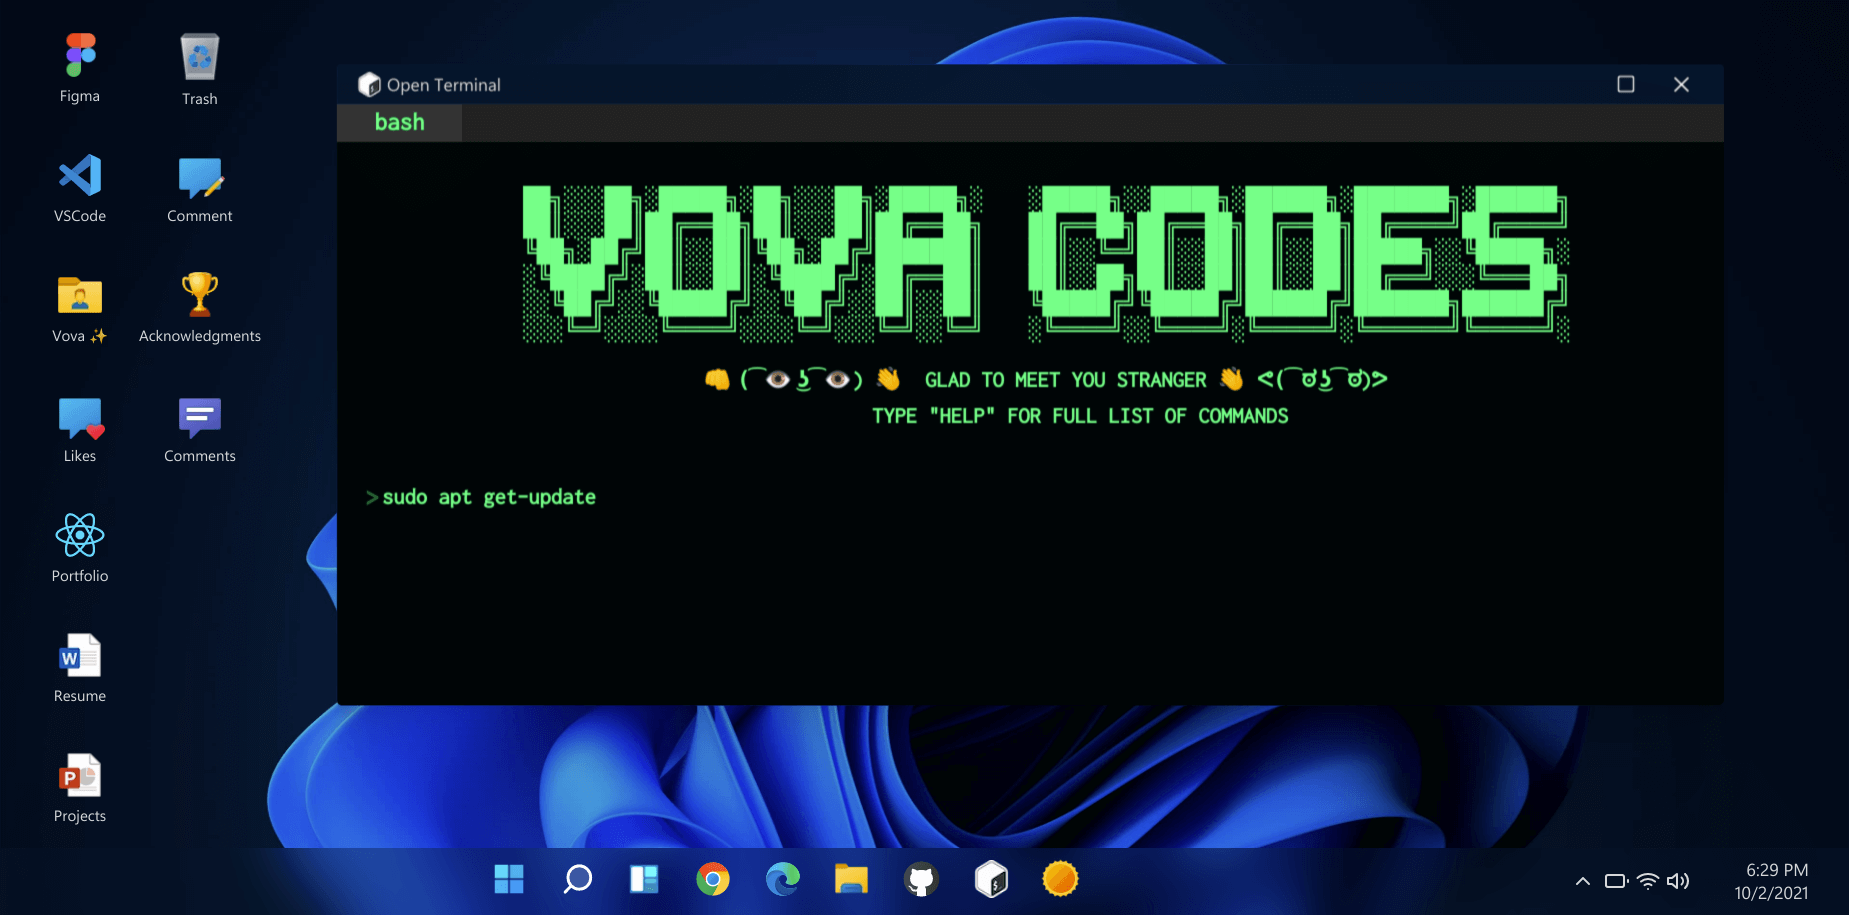 Figma
Trash
VSCode
Comment
Vova ✨
Acknowledgments
Likes
Comments
Portfolio
W
Resume
P
Projects
Open Terminal
bash
VOVA CODES
👊 ( ͡👁️ ͜ʖ ͡👁️) 👋 GLAD TO MEET YOU STRANGER 👋 ᕙ( ͡ಠ ͜ʖ ͡ಠ)ᕗ
TYPE "HELP" FOR FULL LIST OF COMMANDS
>sudo apt get-update
6:29 PM
10/2/2021